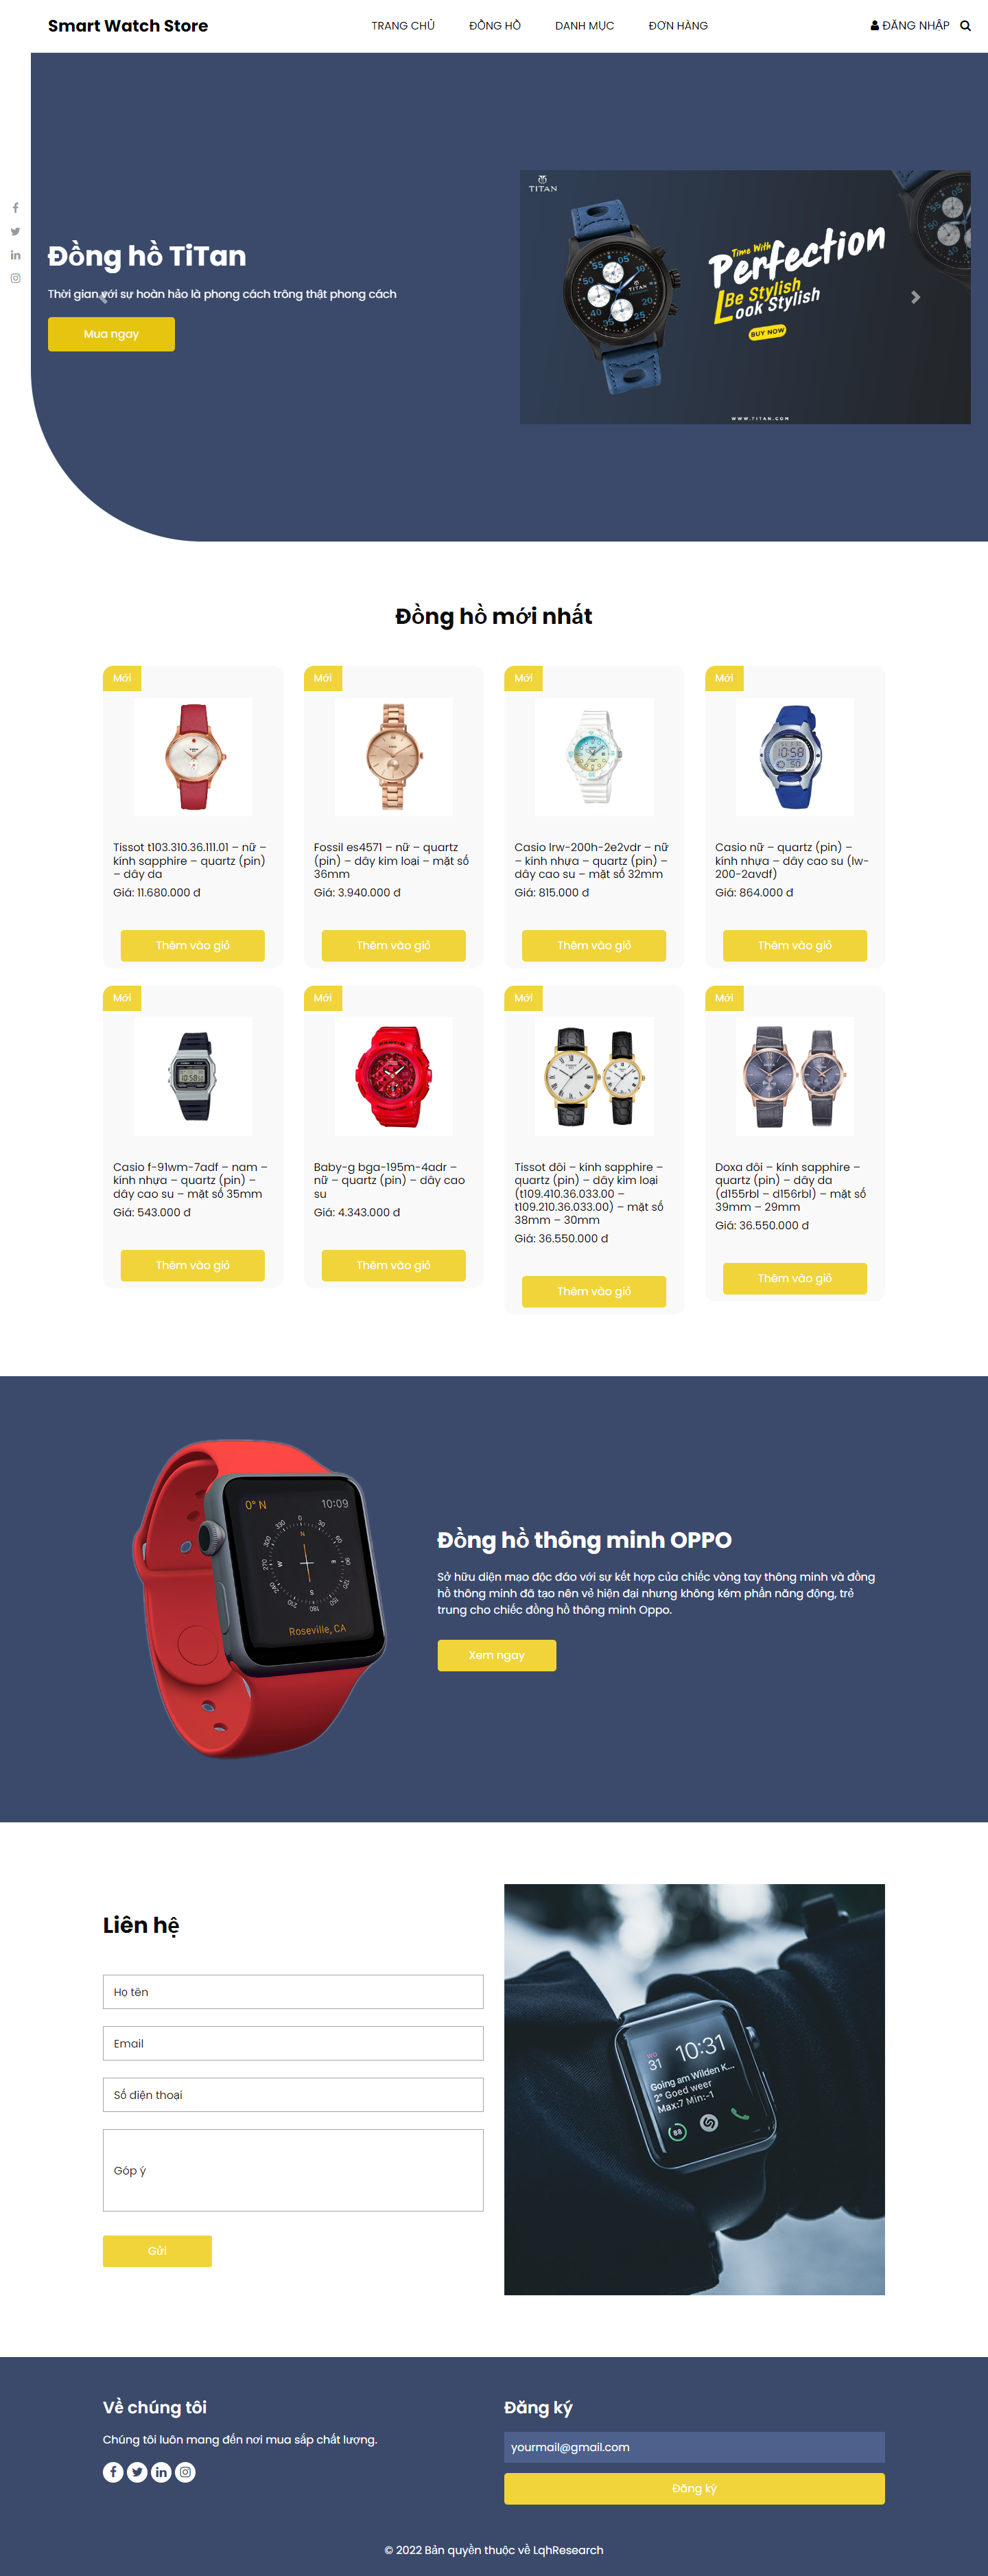 Smart Watch Store
TRANG CHỦ
ĐỒNG HỒ
DANH MỤC
ĐƠN HÀNG
ĐĂNG NHẬP
Đồng hồ TiTan
Thời gian với sự hoàn hảo là phong cách trông thật phong cách
Mua ngay
TITAN
Time With
Perfection
Be Stylish
Look Stylish
BUY NOW
WWW.TITAN.COM
Đồng hồ mới nhất
Mới
Mới
Mới
Mới
Tissot t103.310.36.111.01 – nữ –
kính sapphire – quartz (pin)
– dây da
Giá: 11.680.000 đ
Thêm vào giỏ
Fossil es4571 – nữ – quartz
(pin) – dây kim loại – mặt số
36mm
Giá: 3.940.000 đ
Thêm vào giỏ
Casio lrw-200h-2e2vdr – nữ
– kính nhựa – quartz (pin) –
dây cao su – mặt số 32mm
Giá: 815.000 đ
Thêm vào giỏ
Casio nữ – quartz (pin) –
kính nhựa – dây cao su (lw-
200-2avdf)
Giá: 864.000 đ
Thêm vào giỏ
Mới
Mới
Mới
Mới
Casio f-91wm-7adf – nam –
kính nhựa – quartz (pin) –
dây cao su – mặt số 35mm
Giá: 543.000 đ
Thêm vào giỏ
Baby-g bga-195m-4adr –
nữ – quartz (pin) – dây cao
su
Giá: 4.343.000 đ
Thêm vào giỏ
Tissot đôi – kính sapphire –
quartz (pin) – dây kim loại
(t109.410.36.033.00 –
t109.210.36.033.00) – mặt số
38mm – 30mm
Giá: 36.550.000 đ
Thêm vào giỏ
Doxa đôi – kính sapphire –
quartz (pin) – dây da
(d155rbl – d156rbl) – mặt số
39mm – 29mm
Giá: 36.550.000 đ
Thêm vào giỏ
0° N
10:09
Roseville, CA
Đồng hồ thông minh OPPO
Sở hữu diện mạo độc đáo với sự kết hợp của chiếc vòng tay thông minh và đồng
hồ thông minh đã tạo nên vẻ hiện đại nhưng không kém phần năng động, trẻ
trung cho chiếc đồng hồ thông minh Oppo.
Xem ngay
Liên hệ
Họ tên
Email
Số điện thoại
Góp ý
Gửi
wo.
31
10:31
Going am Wilden K...
2° Goed weer
Max:7 Min:-1
88
Về chúng tôi
Chúng tôi luôn mang đến nơi mua sắp chất lượng.
Đăng ký
yourmail@gmail.com
Đăng ký
© 2022 Bản quyền thuộc về LqhResearch